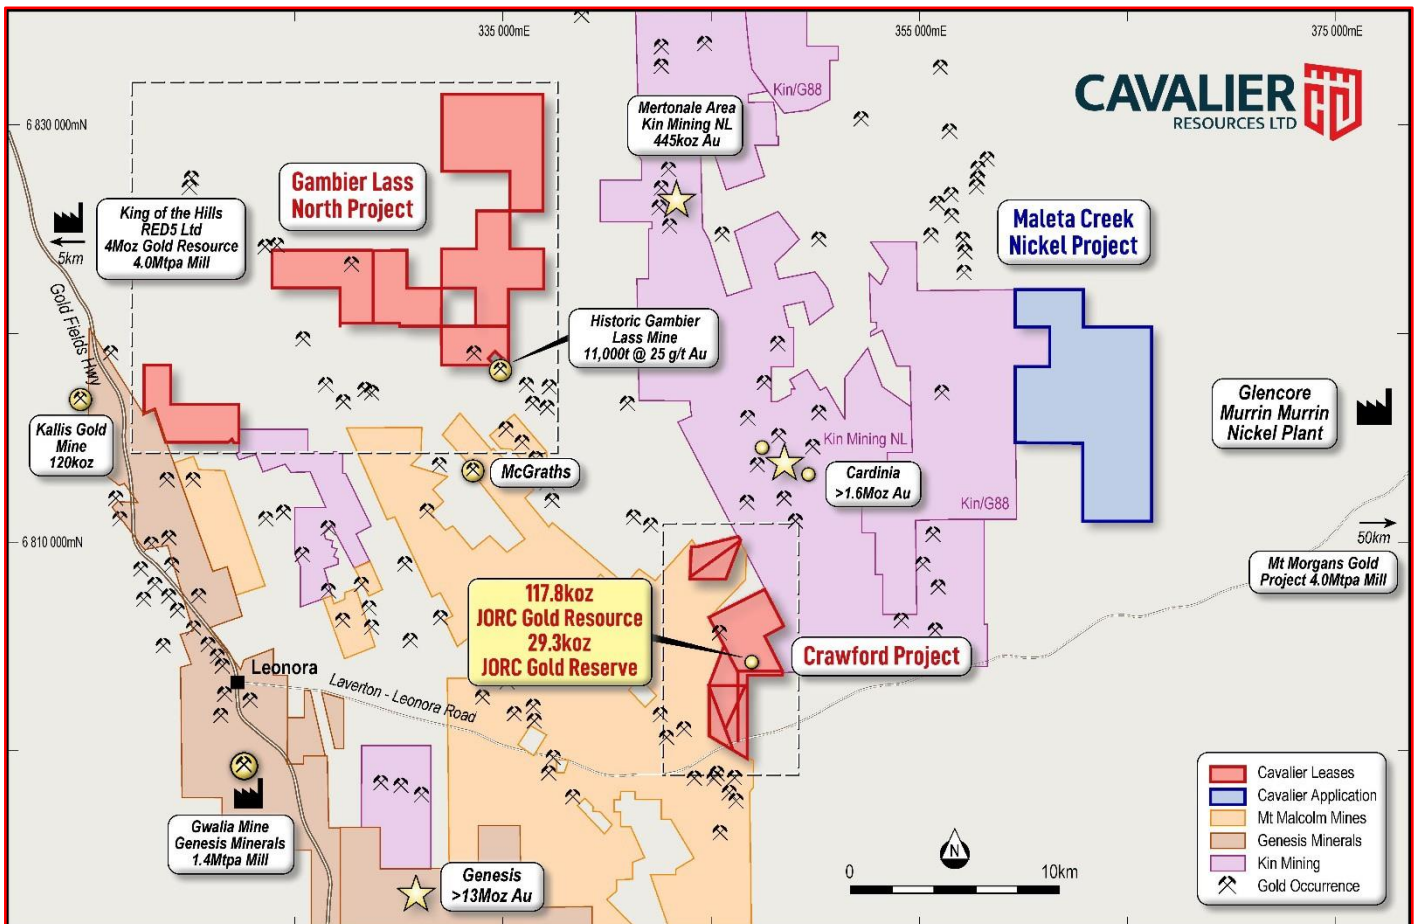 335 000mE
355 000mE
375 000mE
Kin/G88
CAVALIER
RESOURCES LTD
Mertonale Area
Kin Mining NL
445koz Au
6 830 000mN
Gambier Lass
North Project
King of the Hills
RED5 Ltd
4Moz Gold Resource
4.0Mtpa Mill
5km
Maleta Creek
Nickel Project
Gold Fields Hwy
Historic Gambier
Lass Mine
11,000t @ 25 g/t Au
Glencore
Murrin Murrin
Nickel Plant
Kallis Gold
Mine
120koz
Kin Mining NL
McGraths
Cardinia
>1.6Moz Au
Kin/G88
6 810 000mN
50km
Mt Morgans Gold
Project 4.0Mtpa Mill
117.8koz
JORC Gold Resource
29.3koz
JORC Gold Reserve
Crawford Project
Leonora
Laverton - Leonora Road
Gwalia Mine
Genesis Minerals
1.4Mtpa Mill
Genesis
>13Moz Au
N
0
10km
Cavalier Leases
Cavalier Application
Mt Malcolm Mines
Genesis Minerals
Kin Mining
Gold Occurrence